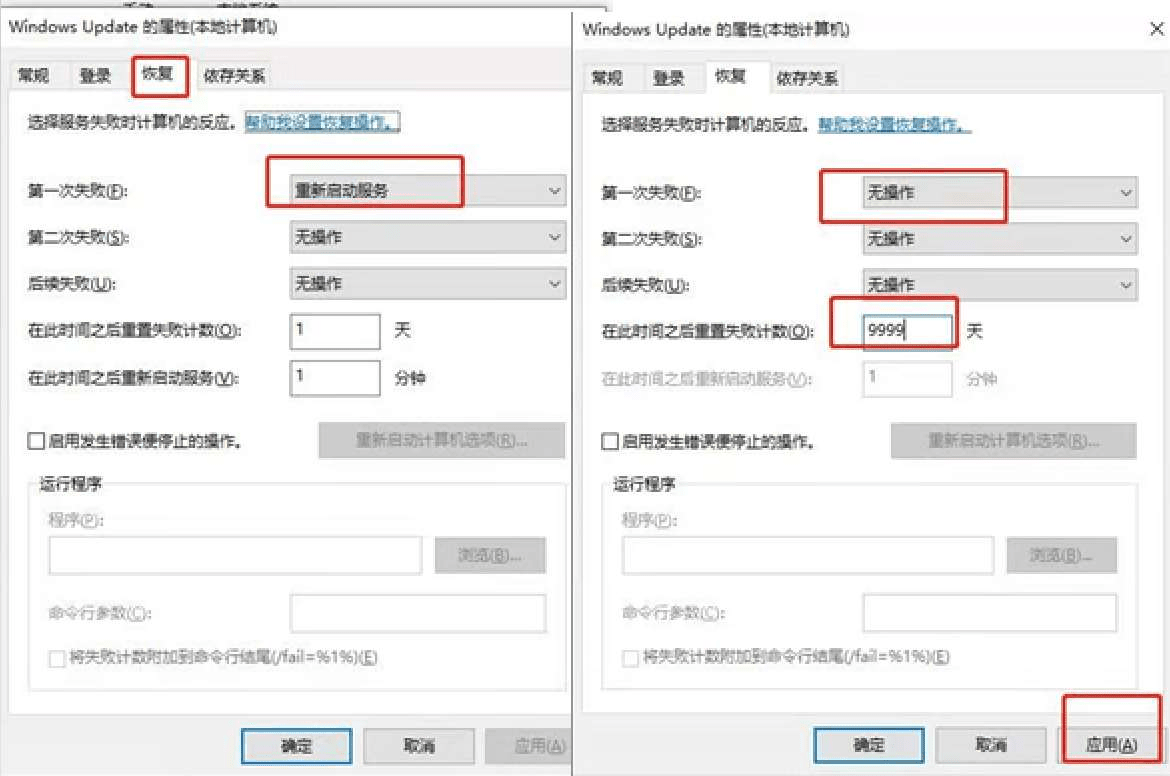 Windows Update 的属性(本地计算机)
常规 登录 恢复 依存关系
选择服务失败时计算机的反应。帮助我设置恢复操作。
第一次失败(F): 重新启动服务
第二次失败(S): 无操作
后续失败(U): 无操作
在此时间之后重置失败计数(O): 1 天
在此时间之后重新启动服务(V): 1 分钟
启用发生错误便停止的操作。 重新启动计算机选项(R)...
运行程序
程序(P):
浏览(B)...
命令行参数(C):
将失败计数附加到命令行结尾(/fail=%1%)(E)
确定 取消 应用(A)
Windows Update 的属性(本地计算机)
常规 登录 恢复 依存关系
选择服务失败时计算机的反应。帮助我设置恢复操作。
第一次失败(F): 无操作
第二次失败(S): 无操作
后续失败(U): 无操作
在此时间之后重置失败计数(O): 9999 天
在此时间之后重新启动服务(V): 1 分钟
启用发生错误便停止的操作。 重新启动计算机选项(R)...
运行程序
程序(P):
浏览(B)...
命令行参数(C):
将失败计数附加到命令行结尾(/fail=%1%)(E)
确定 取消 应用(A)